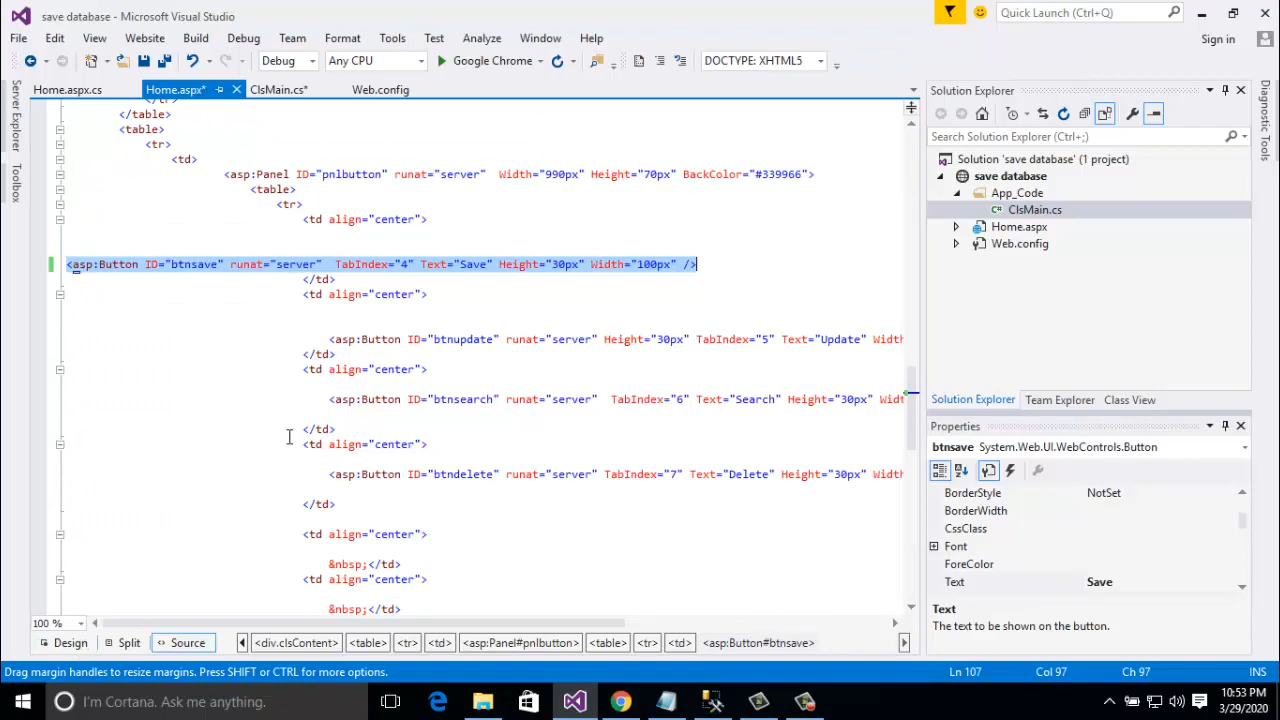 save database - Microsoft Visual Studio
Quick Launch (Ctrl+Q)
File Edit View Website Build Debug Team Format Tools Test Analyze Window Help
Sign in
Debug Any CPU Google Chrome DOCTYPE: XHTML5
Home.aspx.cs Home.aspx* ClsMain.cs* Web.config
Server Explorer
Toolbox
</tr>
</table>
<table>
<tr>
<td>
<asp:Panel ID="pnlbutton" runat="server" Width="990px" Height="70px" BackColor="#339966">
<table>
<tr>
<td align="center">
<asp:Button ID="btnsave" runat="server" TabIndex="4" Text="Save" Height="30px" Width="100px" />
</td>
<td align="center">
<asp:Button ID="btnupdate" runat="server" Height="30px" TabIndex="5" Text="Update" Width
</td>
<td align="center">
<asp:Button ID="btnsearch" runat="server" TabIndex="6" Text="Search" Height="30px" Widt
</td>
<td align="center">
<asp:Button ID="btndelete" runat="server" TabIndex="7" Text="Delete" Height="30px" Width
</td>
<td align="center">
&nbsp;</td>
<td align="center">
&nbsp;</td>
100 %
Design Split Source <div.clsContent> <table> <tr> <td> <asp:Panel#pnlbutton> <table> <tr> <td> <asp:Button#btnsave>
Solution Explorer
Search Solution Explorer (Ctrl+;)
Solution 'save database' (1 project)
save database
App_Code
ClsMain.cs
Home.aspx
Web.config
Solution Explorer Team Explorer Class View
Properties
btnsave System.Web.UI.WebControls.Button
BorderStyle NotSet
BorderWidth
CssClass
Font
ForeColor
Text Save
Text
The text to be shown on the button.
Diagnostic Tools
Drag margin handles to resize margins. Press SHIFT or CTRL for more options. Ln 107 Col 97 Ch 97 INS
I'm Cortana. Ask me anything.
10:53 PM
3/29/2020